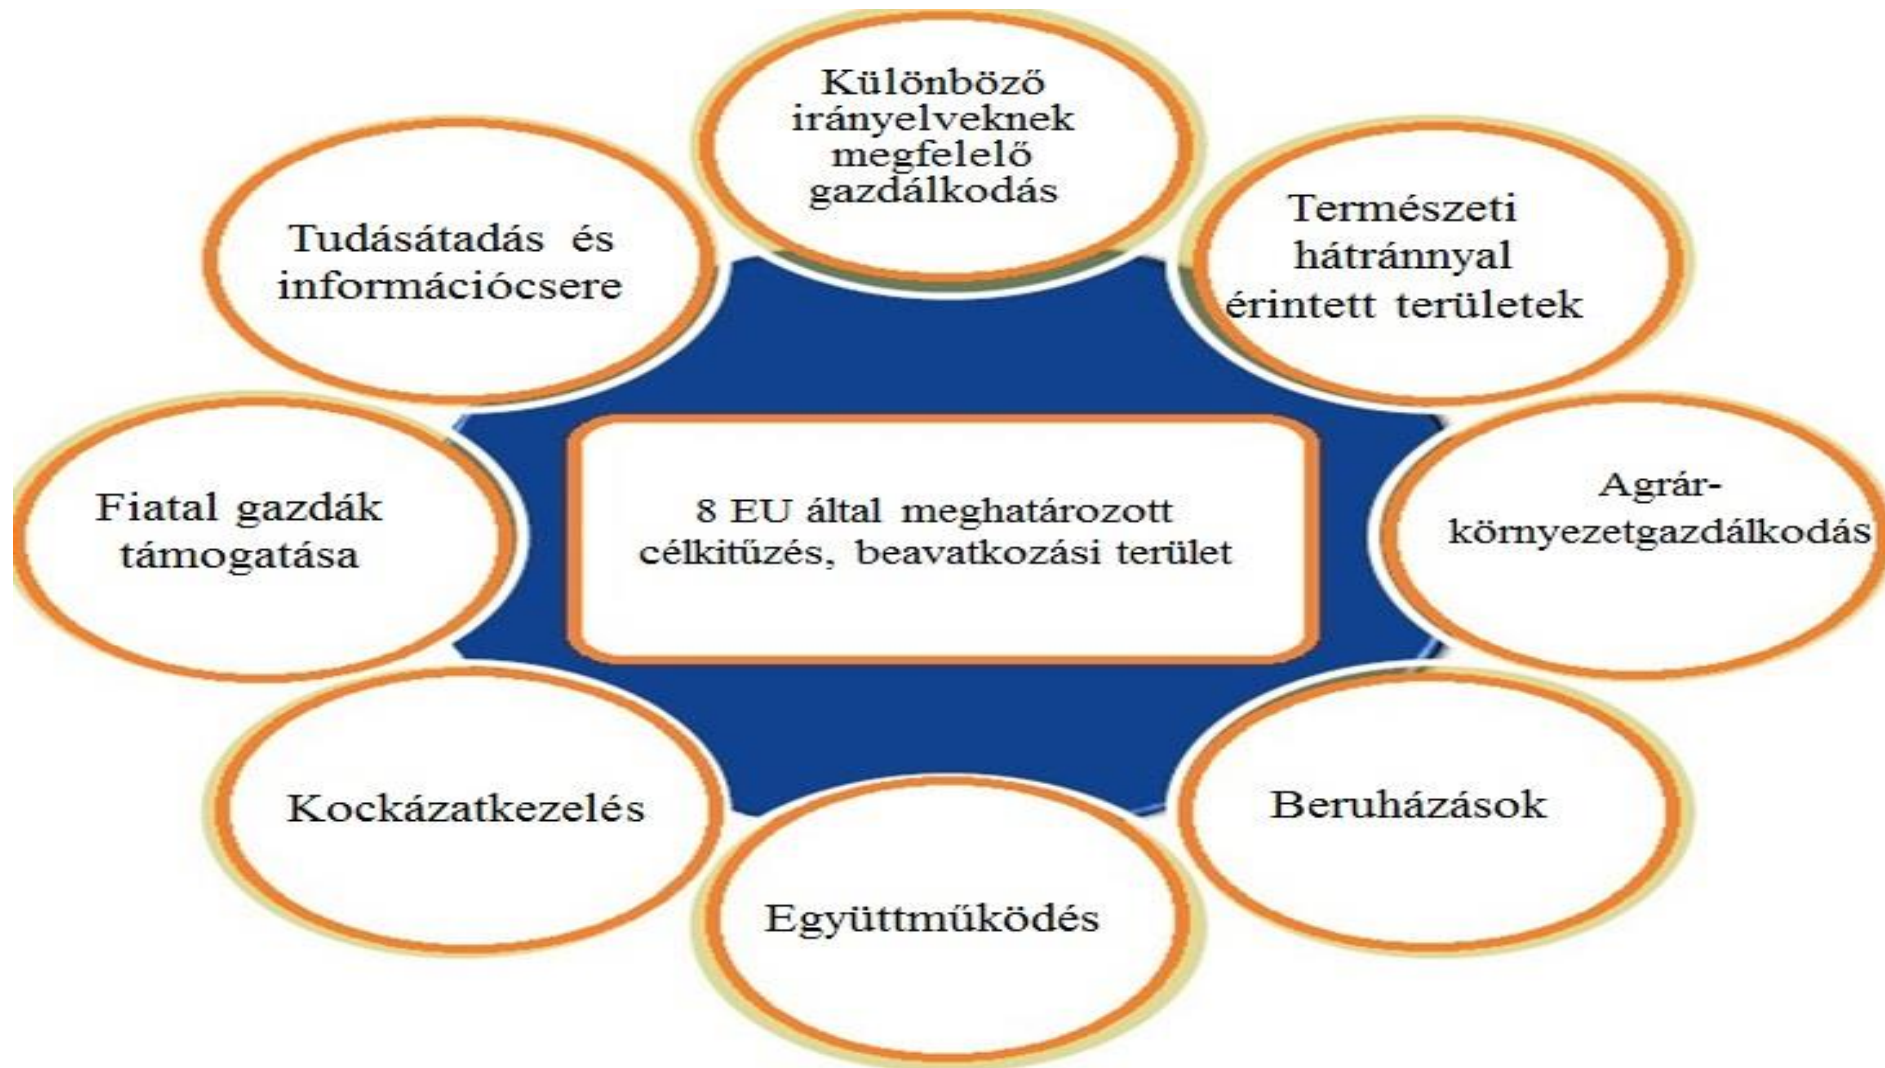 Különböző
irányelveknek
megfelelő
gazdálkodás
Természeti
hátránnyal
érintett területek
Agrár-
környezetgazdálkodás
Beruházások
Együttműködés
Kockázatkezelés
Fiatal gazdák
támogatása
Tudásátadás és
információcsere
8 EU által meghatározott
célkitűzés, beavatkozási terület